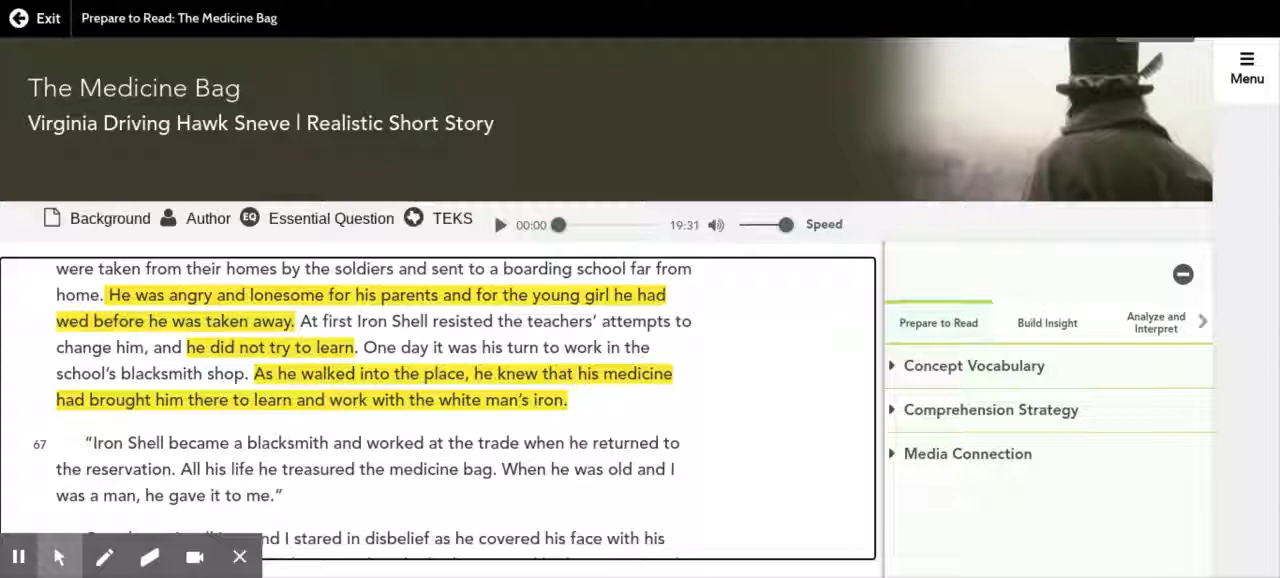 Exit
Prepare to Read: The Medicine Bag
Menu
The Medicine Bag
Virginia Driving Hawk Sneve | Realistic Short Story
Background
Author
EQ
Essential Question
TEKS
00:00
19:31
Speed
were taken from their homes by the soldiers and sent to a boarding school far from
home. He was angry and lonesome for his parents and for the young girl he had
wed before he was taken away. At first Iron Shell resisted the teachers’ attempts to
change him, and he did not try to learn. One day it was his turn to work in the
school’s blacksmith shop. As he walked into the place, he knew that his medicine
had brought him there to learn and work with the white man’s iron.
67
“Iron Shell became a blacksmith and worked at the trade when he returned to
the reservation. All his life he treasured the medicine bag. When he was old and I
was a man, he gave it to me.”
I stared in disbelief as he covered his face with his
Prepare to Read
Build Insight
Analyze and
Interpret
Concept Vocabulary
Comprehension Strategy
Media Connection